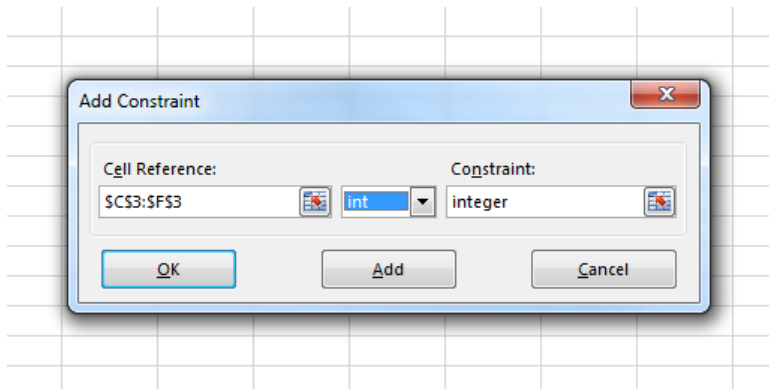 Add Constraint
Cell Reference: Constraint:
$C$3:$F$3 int integer
OK Add Cancel